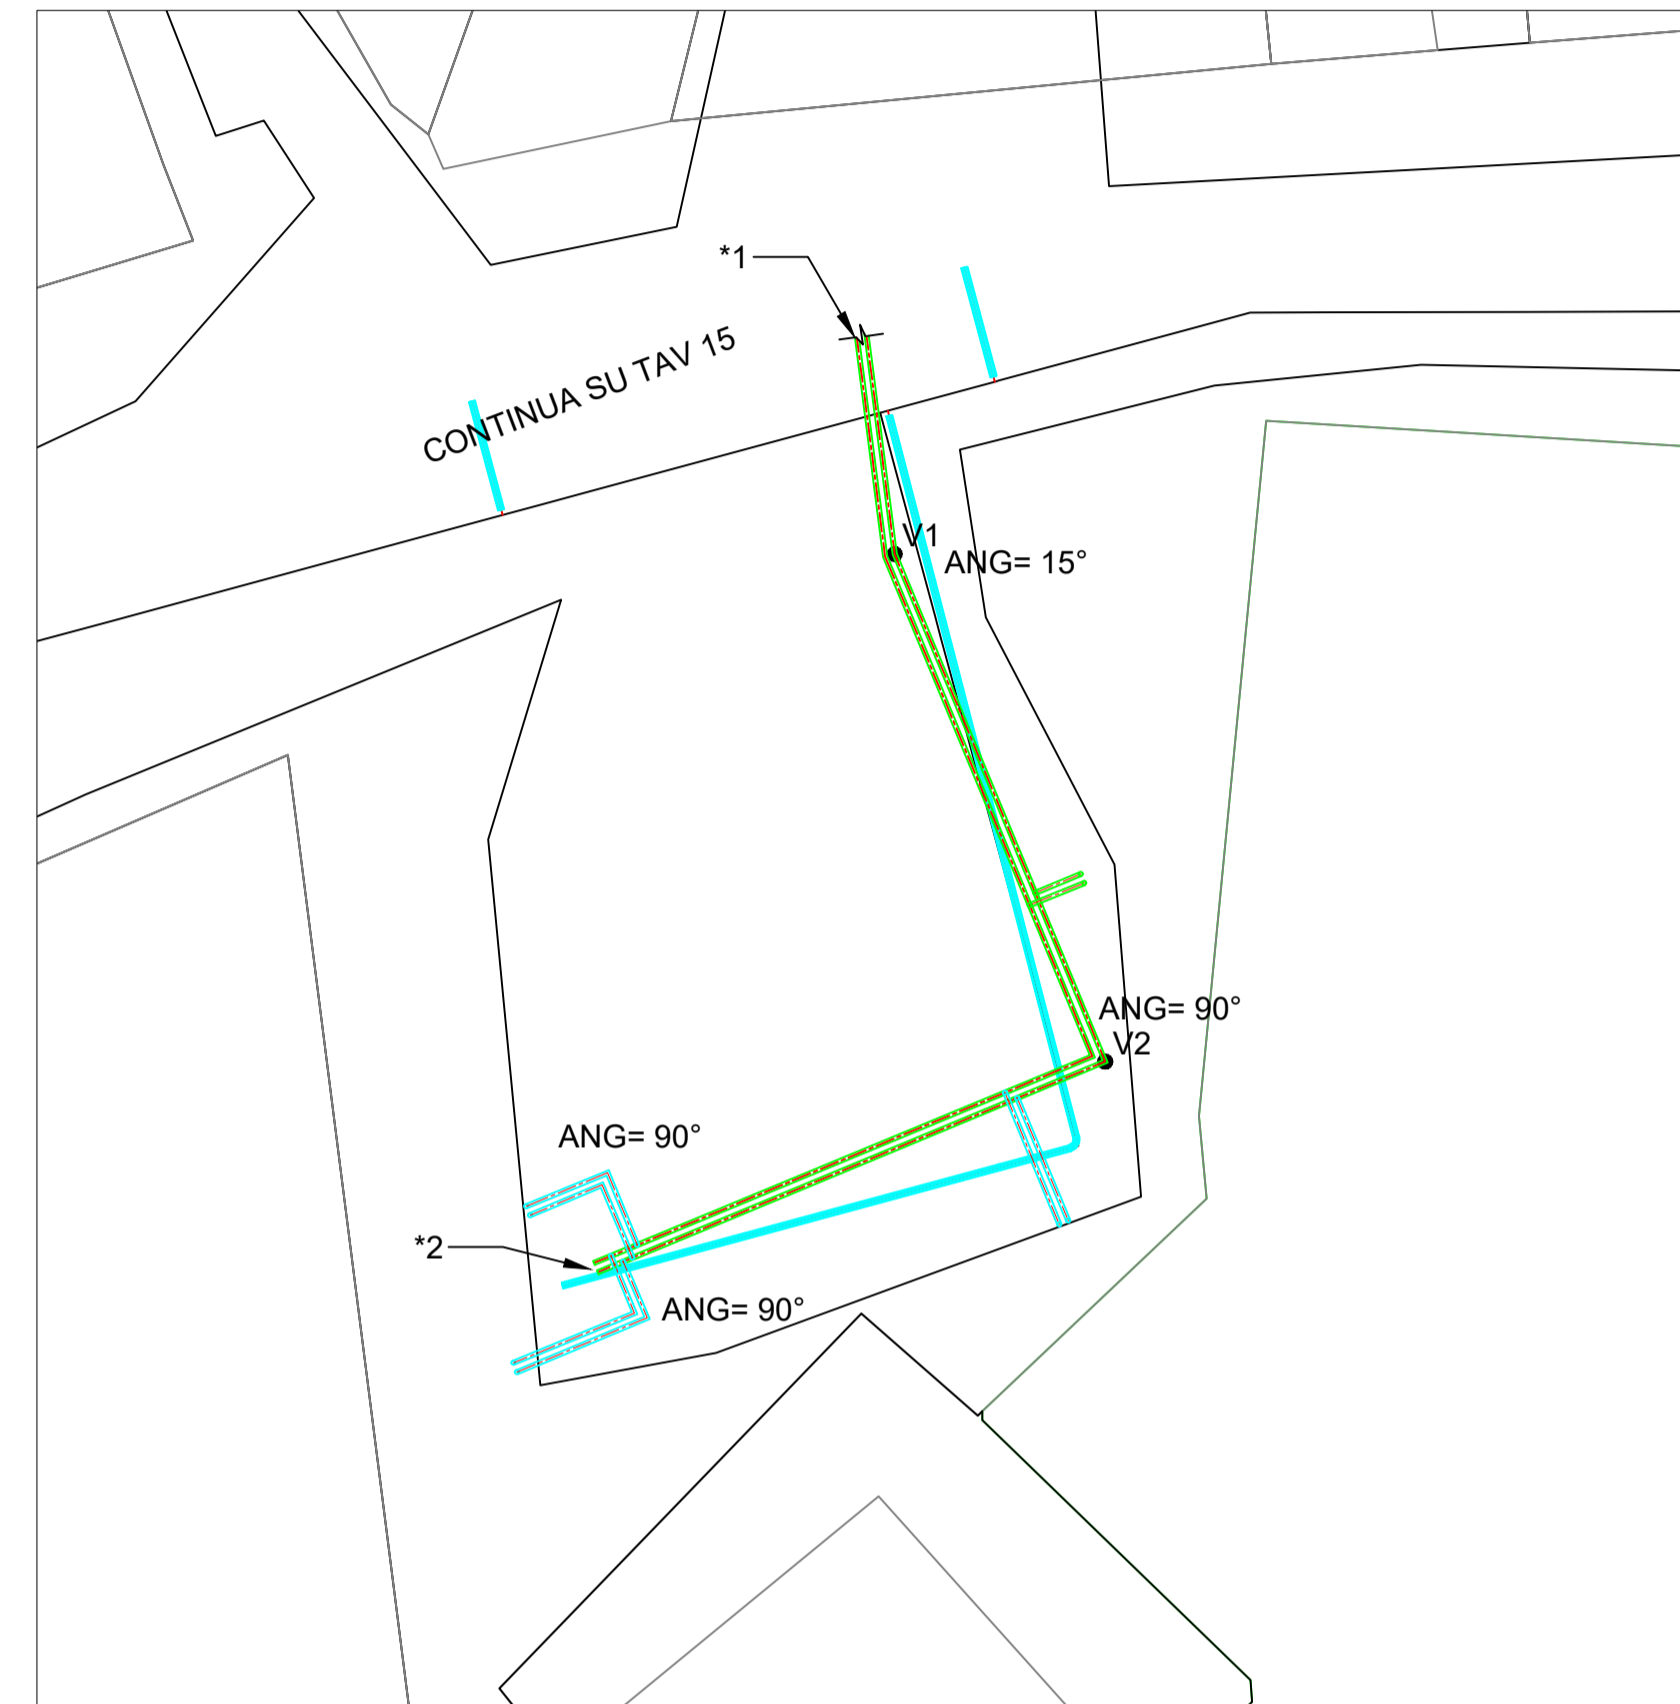 *1
CONTINUA SU TAV 15
V1
ANG= 15°
ANG= 90°
V2
ANG= 90°
*2
ANG= 90°